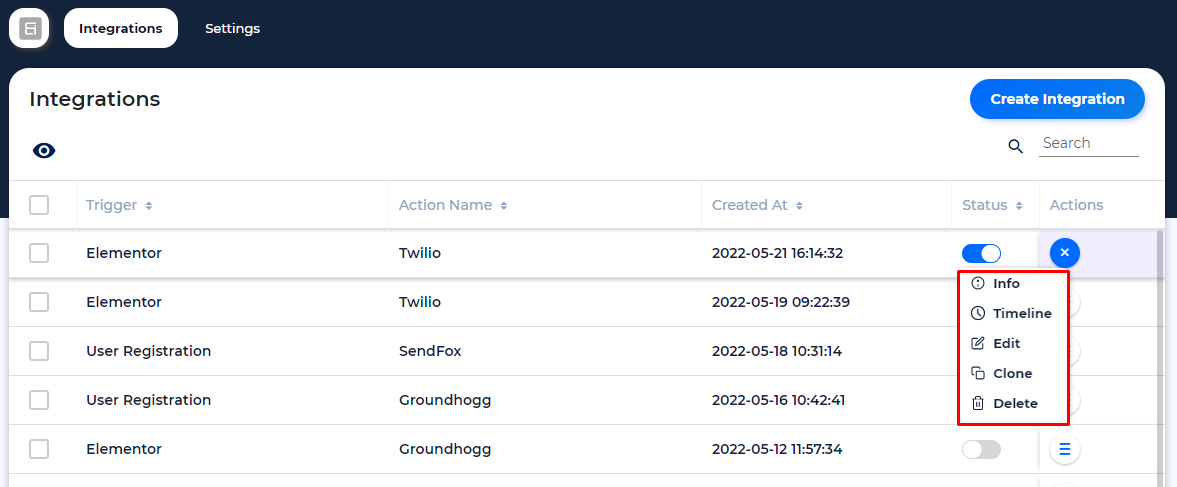 Integrations Settings
Integrations
Create Integration
Search
Trigger Action Name Created At Status Actions
Elementor Twilio 2022-05-21 16:14:32
Info
Elementor Twilio 2022-05-19 09:22:39
Timeline
Edit
User Registration SendFox 2022-05-18 10:31:14
Clone
User Registration Groundhogg 2022-05-16 10:42:41
Delete
Elementor Groundhogg 2022-05-12 11:57:34